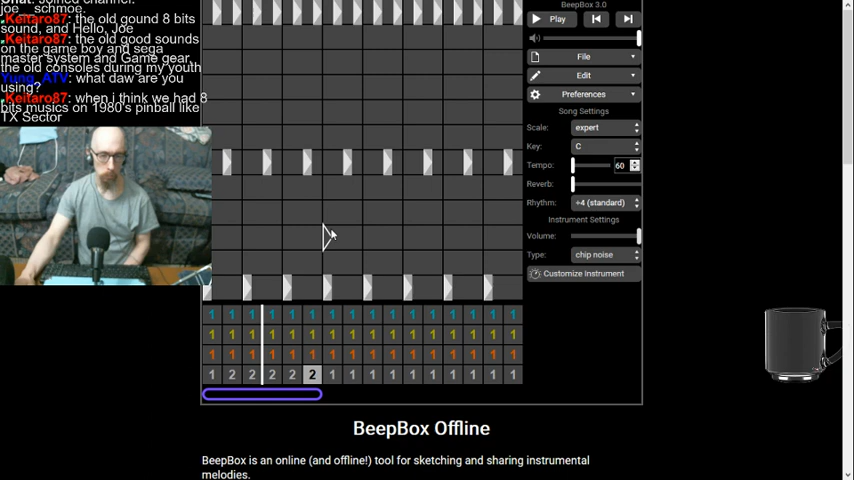 Chat: joined channel.
joe__schmoe.
Keitaro87: the old gound 8 bits
sound, and Hello, Joe
Keitaro87: the old good sounds
on the game boy and sega
master system and Game gear,
the old consoles during my youth
Yung_ATV: what daw are you
using?
Keitaro87: when i think we had 8
bits musics on 1980's pinball like
TX Sector
BeepBox 3.0
Play
File
Edit
Preferences
Song Settings
Scale: expert
Key: C
Tempo: 60
Reverb:
Rhythm: ÷4 (standard)
Instrument Settings
Volume:
Type: chip noise
Customize Instrument
1 1 1 1 1 1 1 1 1 1 1 1 1 1 1 1
1 1 1 1 1 1 1 1 1 1 1 1 1 1 1 1
1 1 1 1 1 1 1 1 1 1 1 1 1 1 1 1
1 2 2 2 2 2 1 1 1 1 1 1 1 1 1 1
BeepBox Offline
BeepBox is an online (and offline!) tool for sketching and sharing instrumental
melodies.